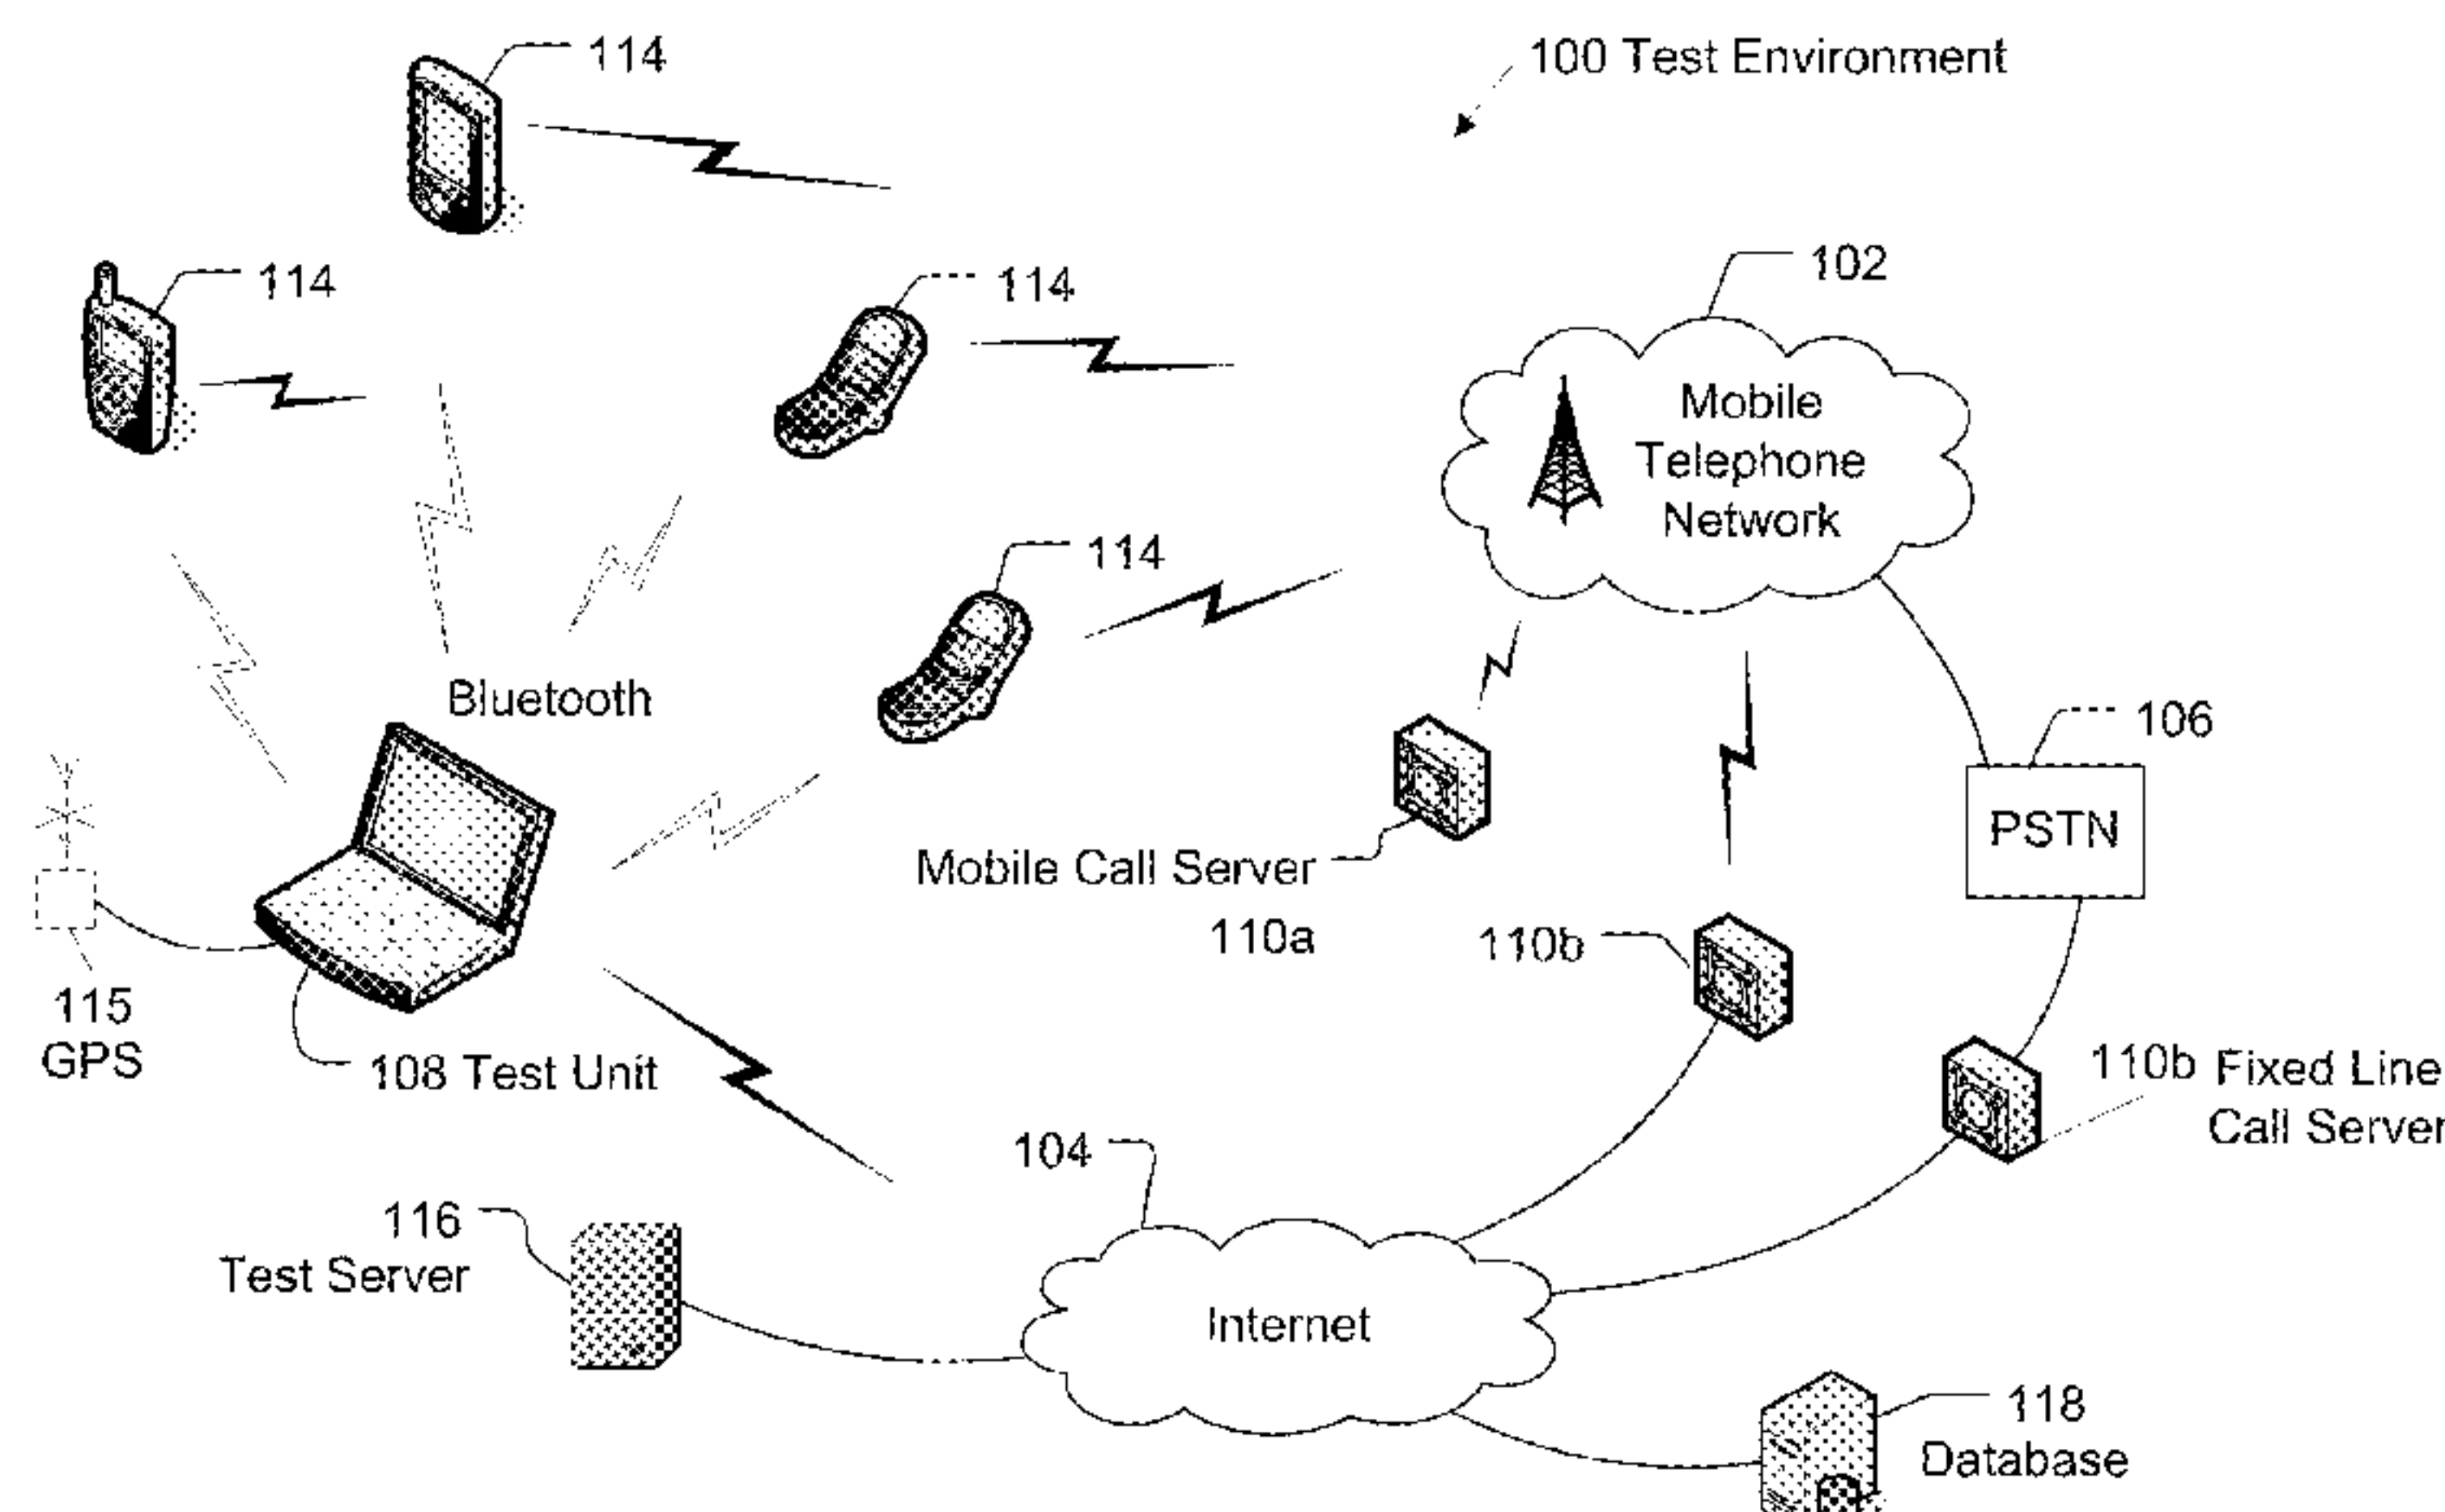 114
100 Test Environment
114
114
102
Mobile
Telephone
Network
114
Bluetooth
106
PSTN
Mobile Call Server
110a
110b
115
GPS
108 Test Unit
110b Fixed Line
Call Server
104
116
Test Server
Internet
118
Database